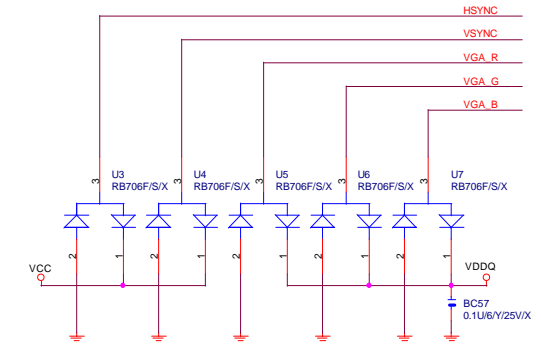 HSYNC
VSYNC
VGA_R
VGA_G
VGA_B
3 U3 3 U4 3 U5 3 U6 3 U7
RB706F/S/X RB706F/S/X RB706F/S/X RB706F/S/X RB706F/S/X
2 1 2 1 2 1 2 1 2 1
VCC VDDQ
BC57
0.1U/6/Y/25V/X